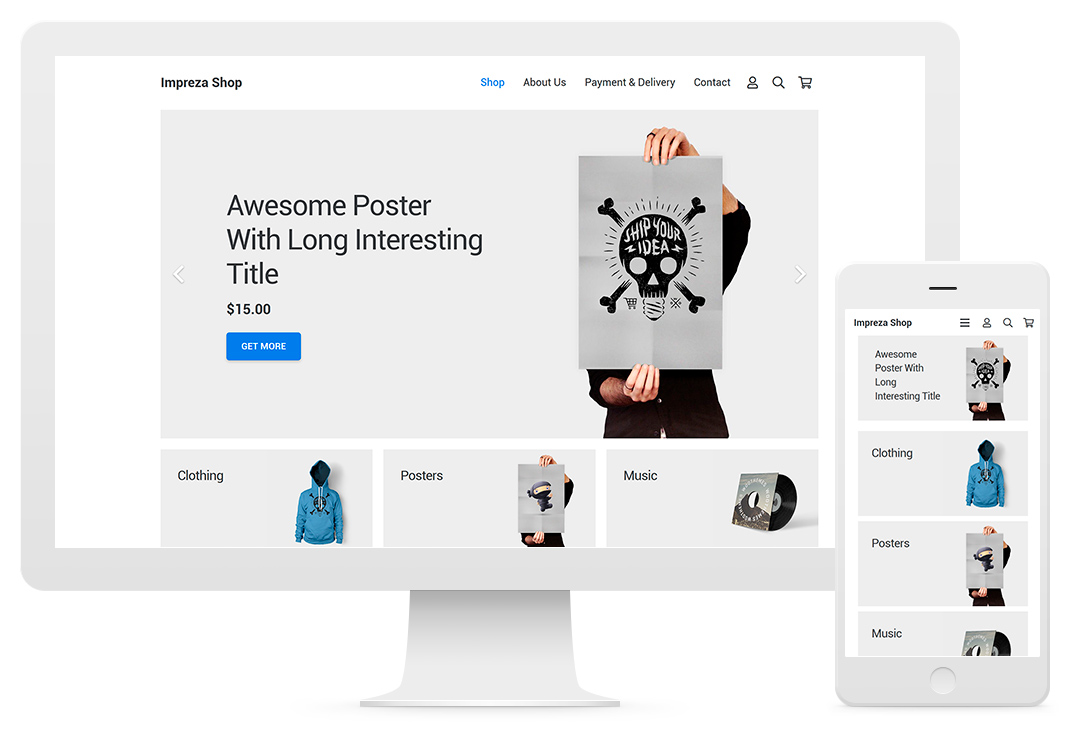 Impreza Shop
Shop About Us Payment & Delivery Contact
Awesome Poster
With Long Interesting
Title
$15.00
GET MORE
SHIP YOUR
IDEA
Clothing
Posters
Music
Impreza Shop
Awesome
Poster With
Long
Interesting Title
Clothing
Posters
Music